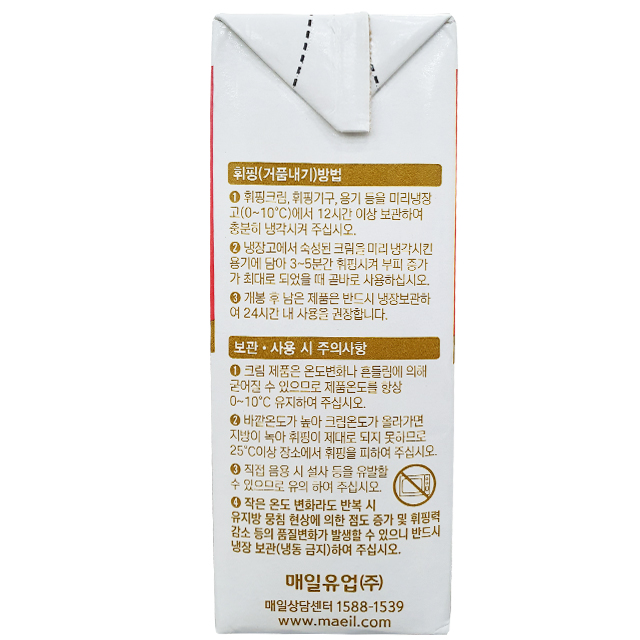 휘핑(거품내기)방법
❶ 휘핑크림, 휘핑기구, 용기 등을 미리냉장
고(0~10°C)에서 12시간 이상 보관하여
충분히 냉각시켜 주십시오.
❷ 냉장고에서 숙성된 크림을 미리 냉각시킨
용기에 담아 3~5분간 휘핑시켜 부피 증가
가 최대로 되었을 때 곧바로 사용하십시오.
❸ 개봉 후 남은 제품은 반드시 냉장보관하
여 24시간 내 사용을 권장합니다.
보관·사용 시 주의사항
❶ 크림 제품은 온도변화나 흔들림에 의해
굳어질 수 있으므로 제품온도를 항상
0~10°C 유지하여 주십시오.
❷ 바깥온도가 높아 크림온도가 올라가면
지방이 녹아 휘핑이 제대로 되지 못하므로
25°C이상 장소에서 휘핑을 피하여 주십시오.
❸ 직접 음용 시 설사 등을 유발할
수 있으므로 유의 하여 주십시오.
❹ 작은 온도 변화라도 반복 시
유지방 뭉침 현상에 의한 점도 증가 및 휘핑력
감소 등의 품질변화가 발생할 수 있으니 반드시
냉장 보관(냉동 금지)하여 주십시오.
매일유업(주)
매일상담센터 1588-1539
www.maeil.com